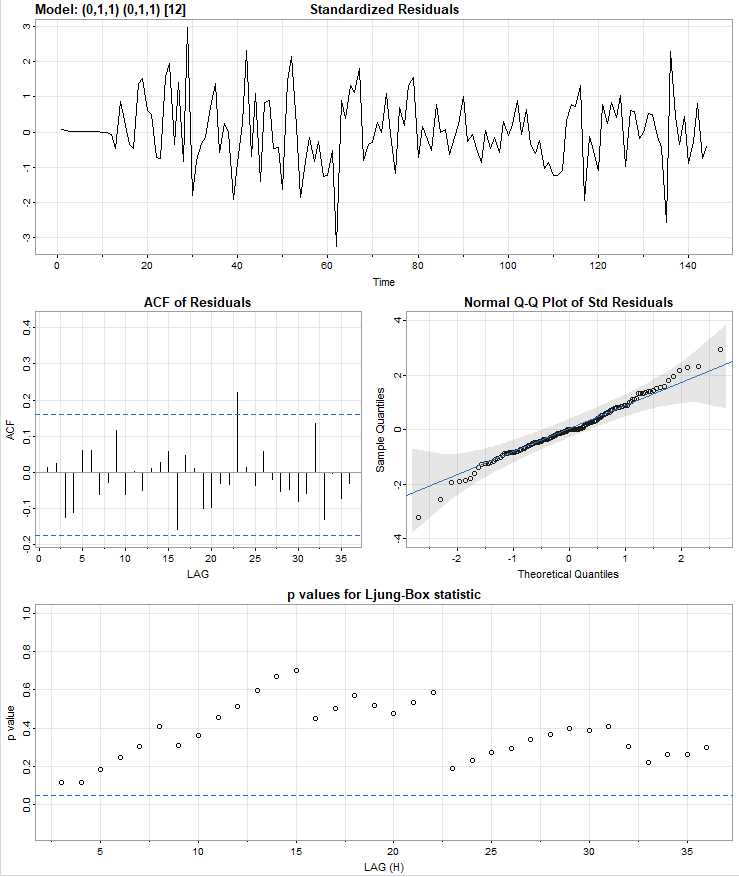 Model: (0,1,1) (0,1,1) [12] Standardized Residuals
3
2
1
0
-1
-2
-3
0 20 40 60 80 100 120 140
Time
ACF of Residuals
0.4
0.3
0.2
0.1
0.0
-0.1
-0.2
ACF
0 5 10 15 20 25 30 35
LAG
Normal Q-Q Plot of Std Residuals
4
2
0
-2
-4
Sample Quantiles
-2 -1 0 1 2
Theoretical Quantiles
p values for Ljung-Box statistic
1.0
0.8
0.6
0.4
0.2
0.0
p value
5 10 15 20 25 30 35
LAG (H)